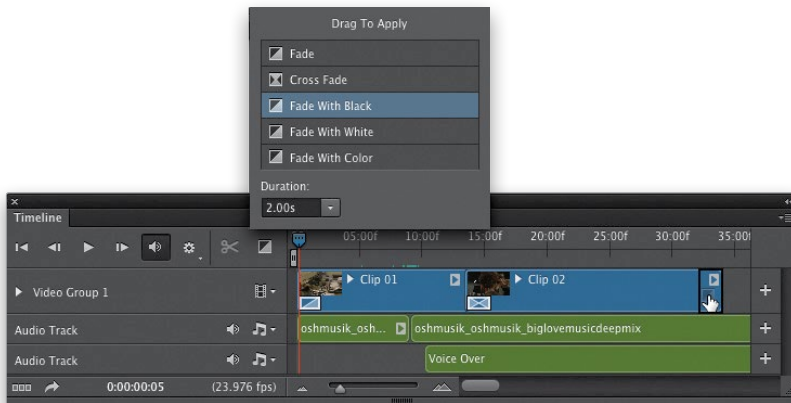 Drag To Apply
Fade
Cross Fade
Fade With Black
Fade With White
Fade With Color
Duration:
2.00s
Timeline
05:00f 10:00f 15:00f 20:00f 25:00f 30:00f 35:00f
Video Group 1
Clip 01
Clip 02
Audio Track
oshmusik_osh...
oshmusik_oshmusik_biglovemusicdeepmix
Audio Track
Voice Over
0:00:00:05 (23.976 fps)